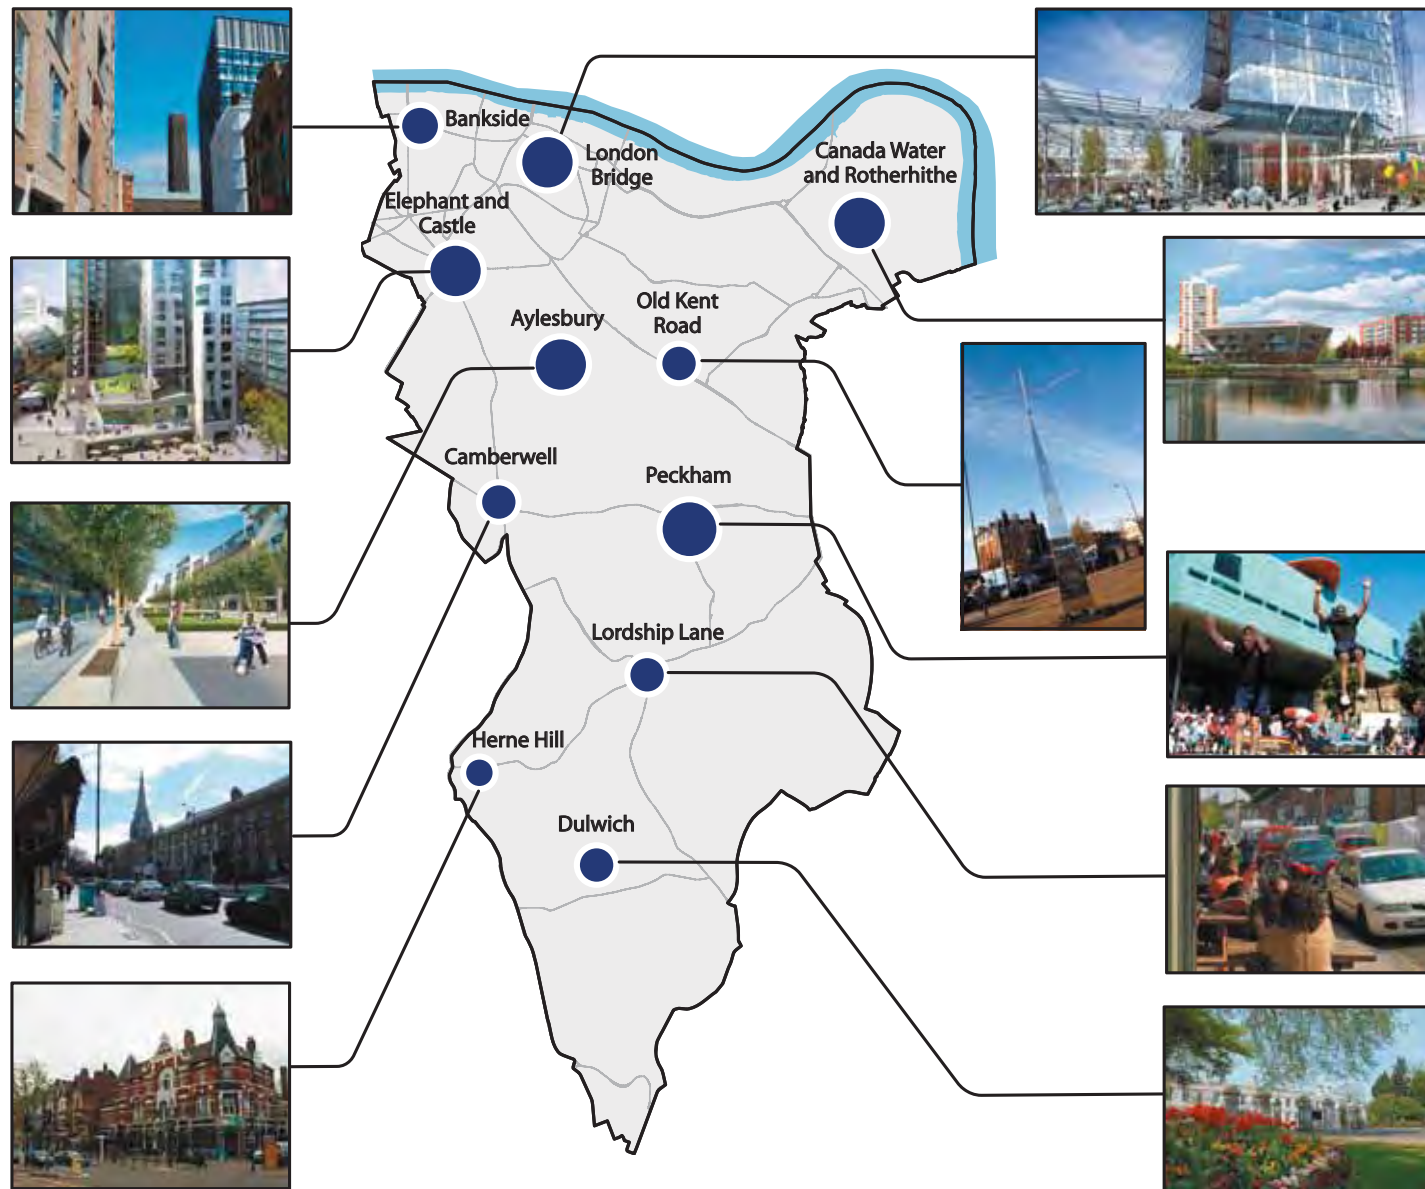 Bankside
London
Bridge
Canada Water
and Rotherhithe
Elephant and
Castle
Old Kent
Road
Aylesbury
Camberwell
Peckham
Lordship Lane
Herne Hill
Dulwich